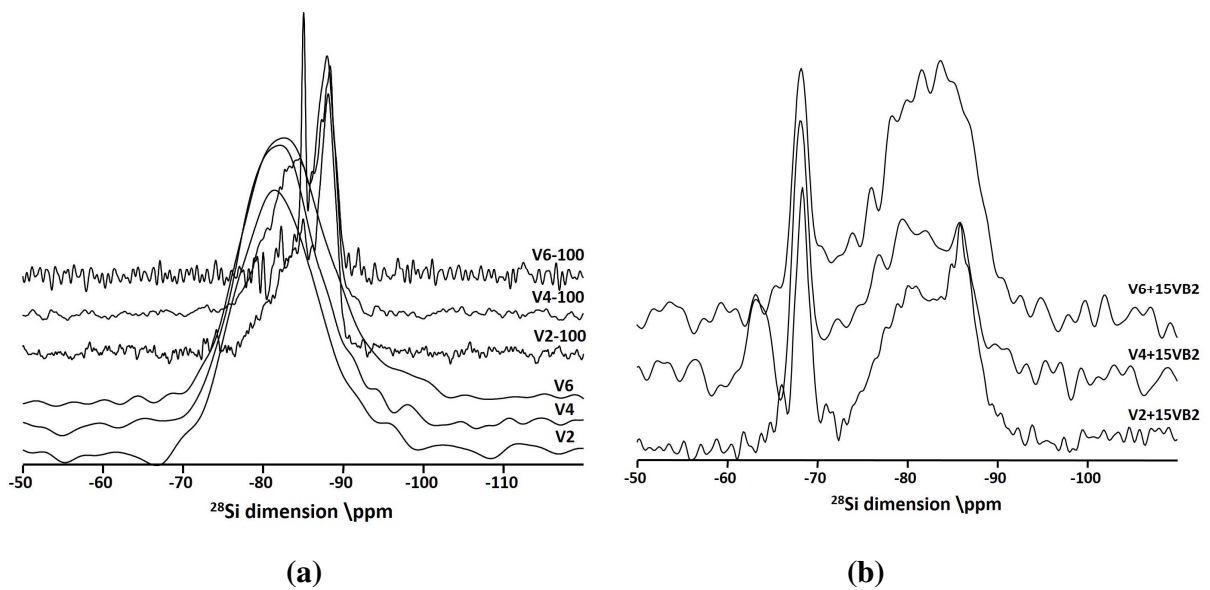 V6-100
V4-100
V2-100
V6
V4
V2
-50 -60 -70 -80 -90 -100 -110
²⁸Si dimension \ppm
(a)
V6+15VB2
V4+15VB2
V2+15VB2
-50 -60 -70 -80 -90 -100
²⁸Si dimension \ppm
(b)